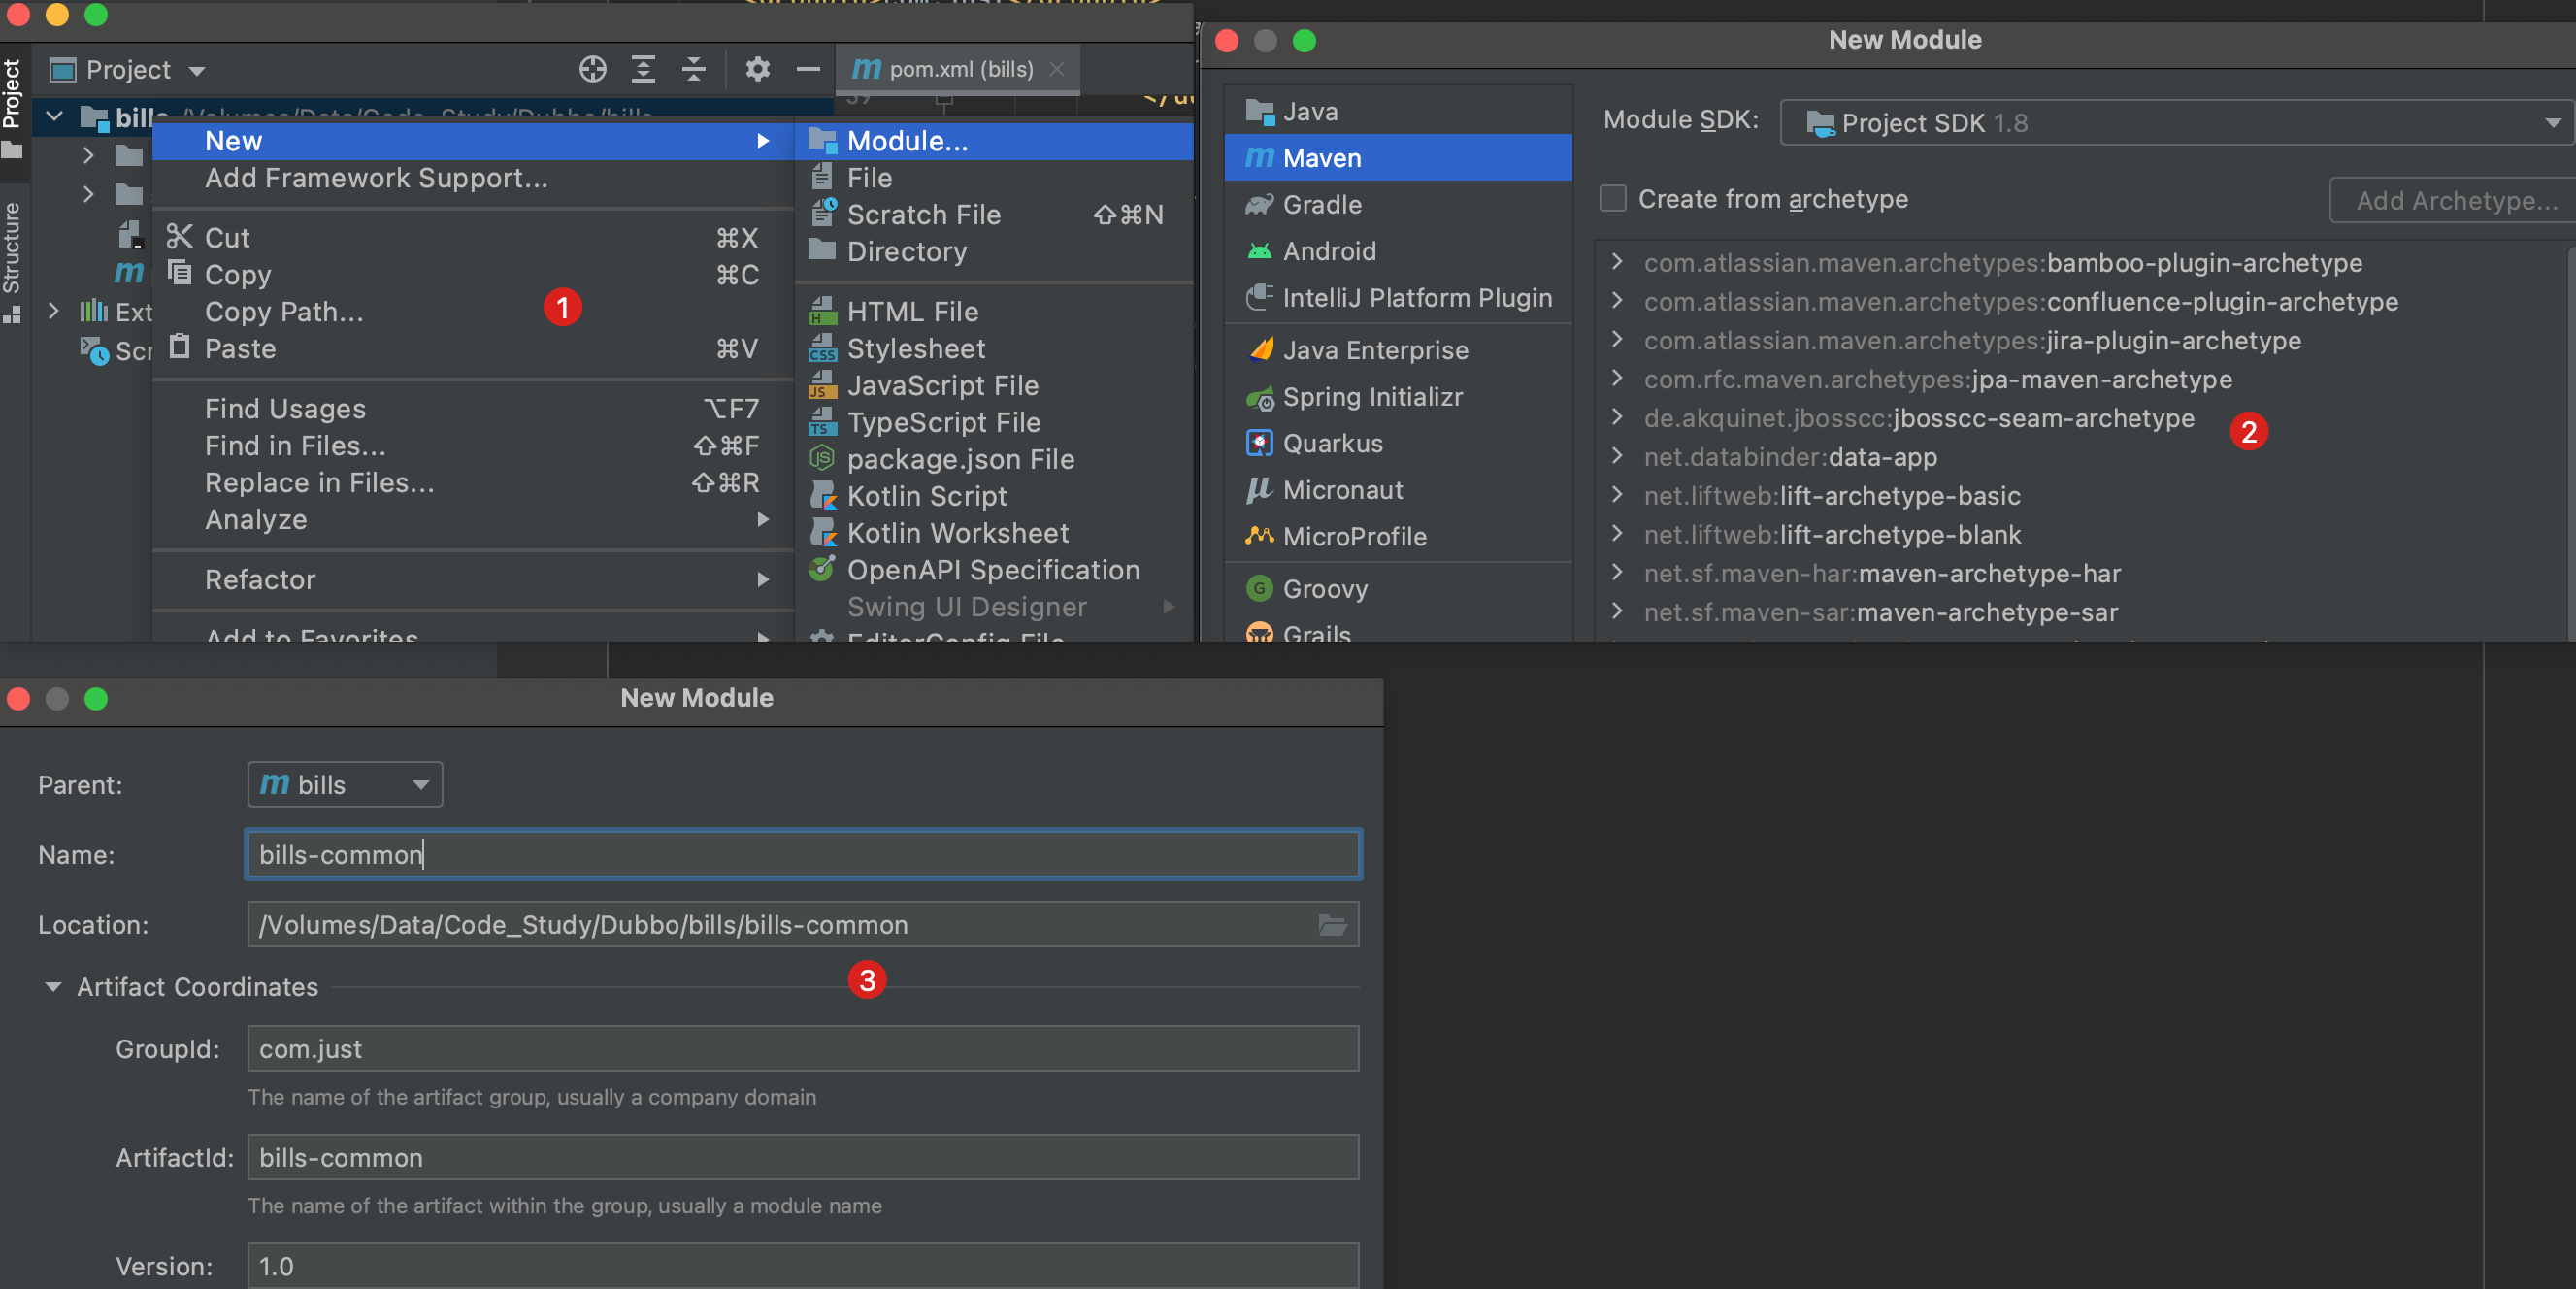 Project
Structure
Project
pom.xml (bills)
bills /Volumes/Data/Code_Study/Dubbo/bills
New
Add Framework Support...
Cut ⌘X
Copy ⌘C
Copy Path...
Paste ⌘V
Find Usages ⌥F7
Find in Files... ⇧⌘F
Replace in Files... ⇧⌘R
Analyze
Refactor
Add to Favorites
1
Module...
File
Scratch File ⇧⌘N
Directory
HTML File
Stylesheet
JavaScript File
TypeScript File
package.json File
Kotlin Script
Kotlin Worksheet
OpenAPI Specification
Swing UI Designer
EditorConfig File
New Module
Java
Maven
Gradle
Android
IntelliJ Platform Plugin
Java Enterprise
Spring Initializr
Quarkus
Micronaut
MicroProfile
Groovy
Grails
Module SDK: Project SDK 1.8
Create from archetype
Add Archetype...
com.atlassian.maven.archetypes:bamboo-plugin-archetype
com.atlassian.maven.archetypes:confluence-plugin-archetype
com.atlassian.maven.archetypes:jira-plugin-archetype
com.rfc.maven.archetypes:jpa-maven-archetype
de.akquinet.jbosscc:jbosscc-seam-archetype
net.databinder:data-app
net.liftweb:lift-archetype-basic
net.liftweb:lift-archetype-blank
net.sf.maven-har:maven-archetype-har
net.sf.maven-sar:maven-archetype-sar
2
New Module
Parent: bills
Name: bills-common
Location: /Volumes/Data/Code_Study/Dubbo/bills/bills-common
3
Artifact Coordinates
GroupId: com.just
The name of the artifact group, usually a company domain
ArtifactId: bills-common
The name of the artifact within the group, usually a module name
Version: 1.0